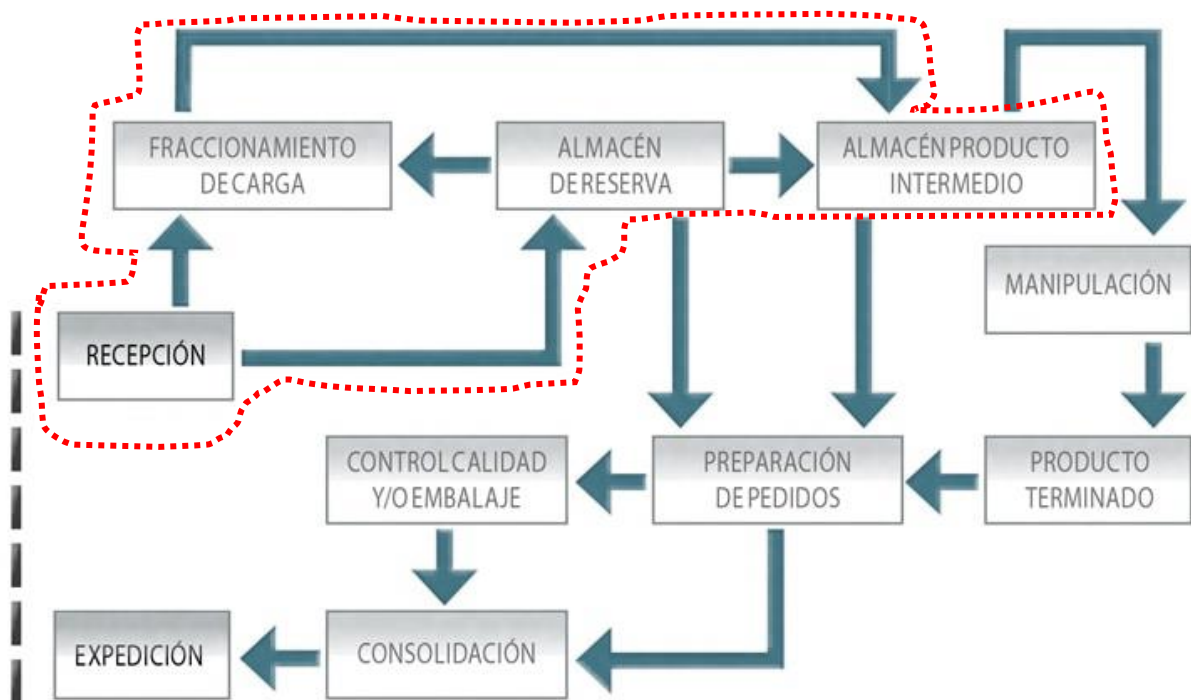 FRACCIONAMIENTO
DE CARGA
ALMACÉN
DE RESERVA
ALMACÉN PRODUCTO
INTERMEDIO
MANIPULACIÓN
RECEPCIÓN
CONTROL CALIDAD
Y/O EMBALAJE
PREPARACIÓN
DE PEDIDOS
PRODUCTO
TERMINADO
EXPEDICIÓN
CONSOLIDACIÓN